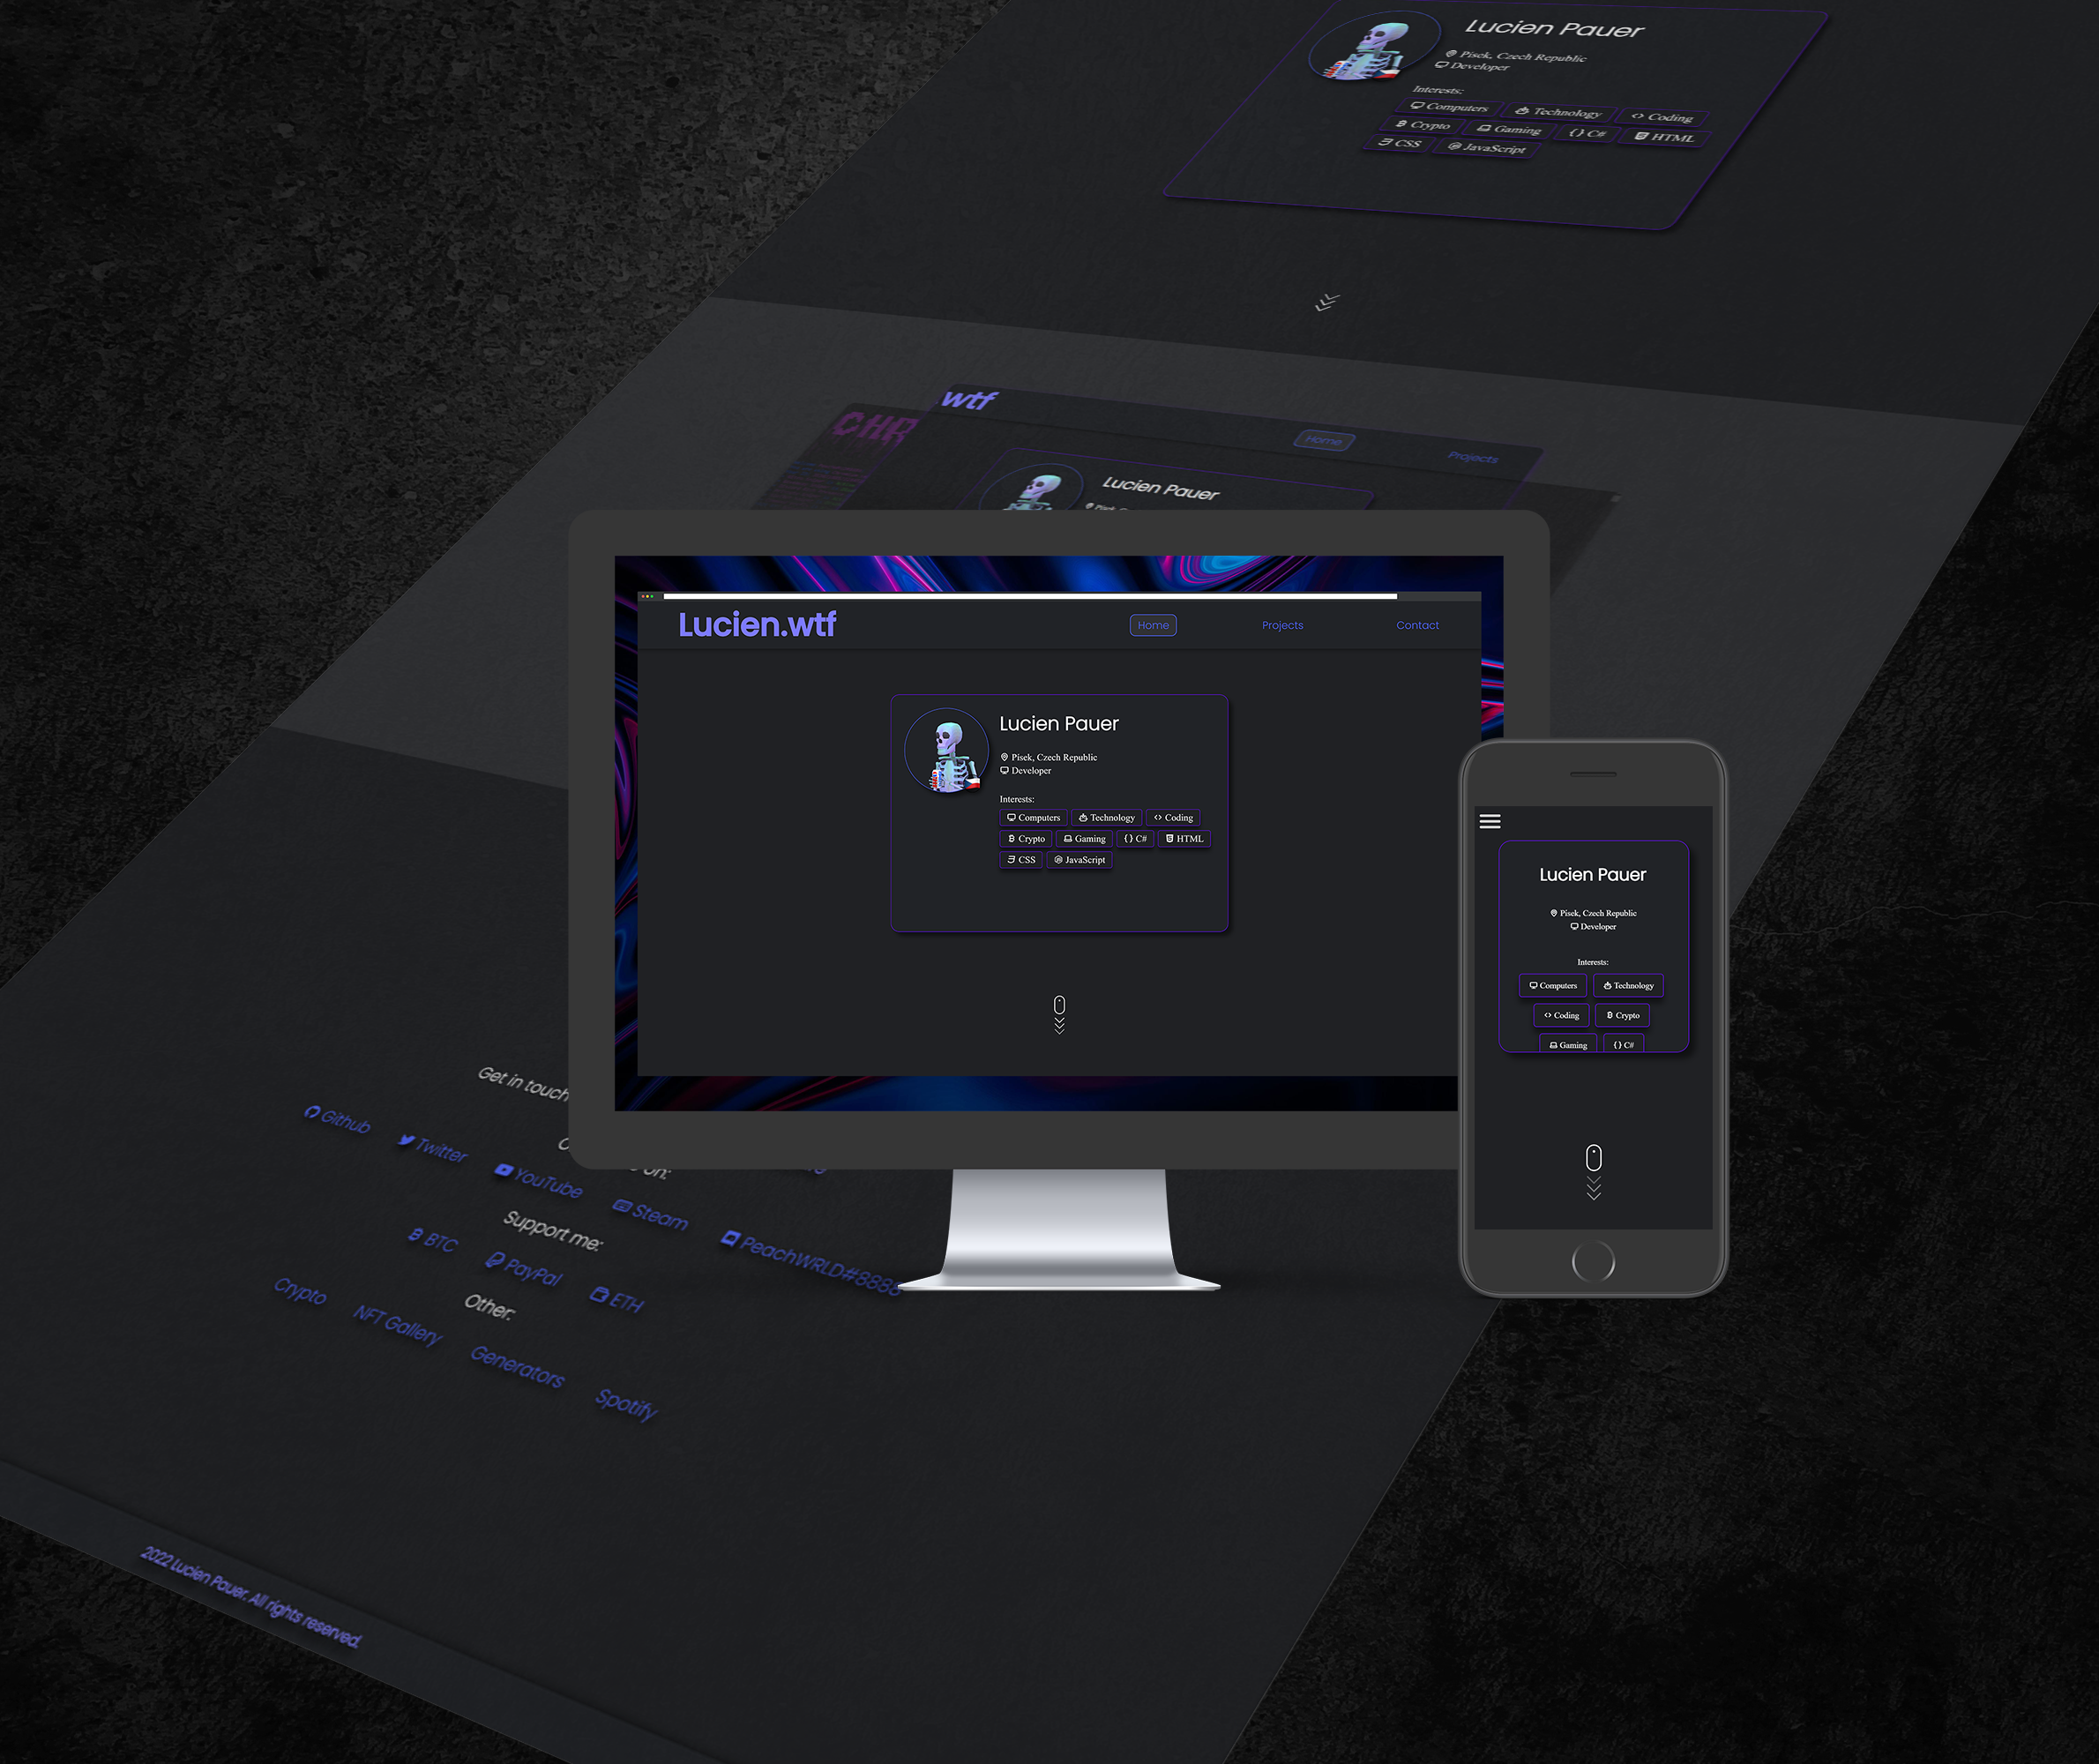 Lucien Pauer
Pisek, Czech Republic
Developer
Interests:
Computers Technology Coding
Crypto Gaming {} C# HTML
CSS JavaScript
CHR
.wtf
Home Projects
Lucien Pauer
Lucien.wtf Home Projects Contact
Lucien Pauer
Pisek, Czech Republic
Developer
Interests:
Computers Technology Coding
Crypto Gaming {} C# HTML
CSS JavaScript
Lucien Pauer
Pisek, Czech Republic
Developer
Interests:
Computers Technology
Coding Crypto
Gaming {} C#
Get in touch
on:
Github Twitter YouTube Steam PeachWRLD#8888
Support me:
BTC PayPal ETH
Other:
Crypto NFT Gallery Generators Spotify
2022 Lucien Pauer. All rights reserved.